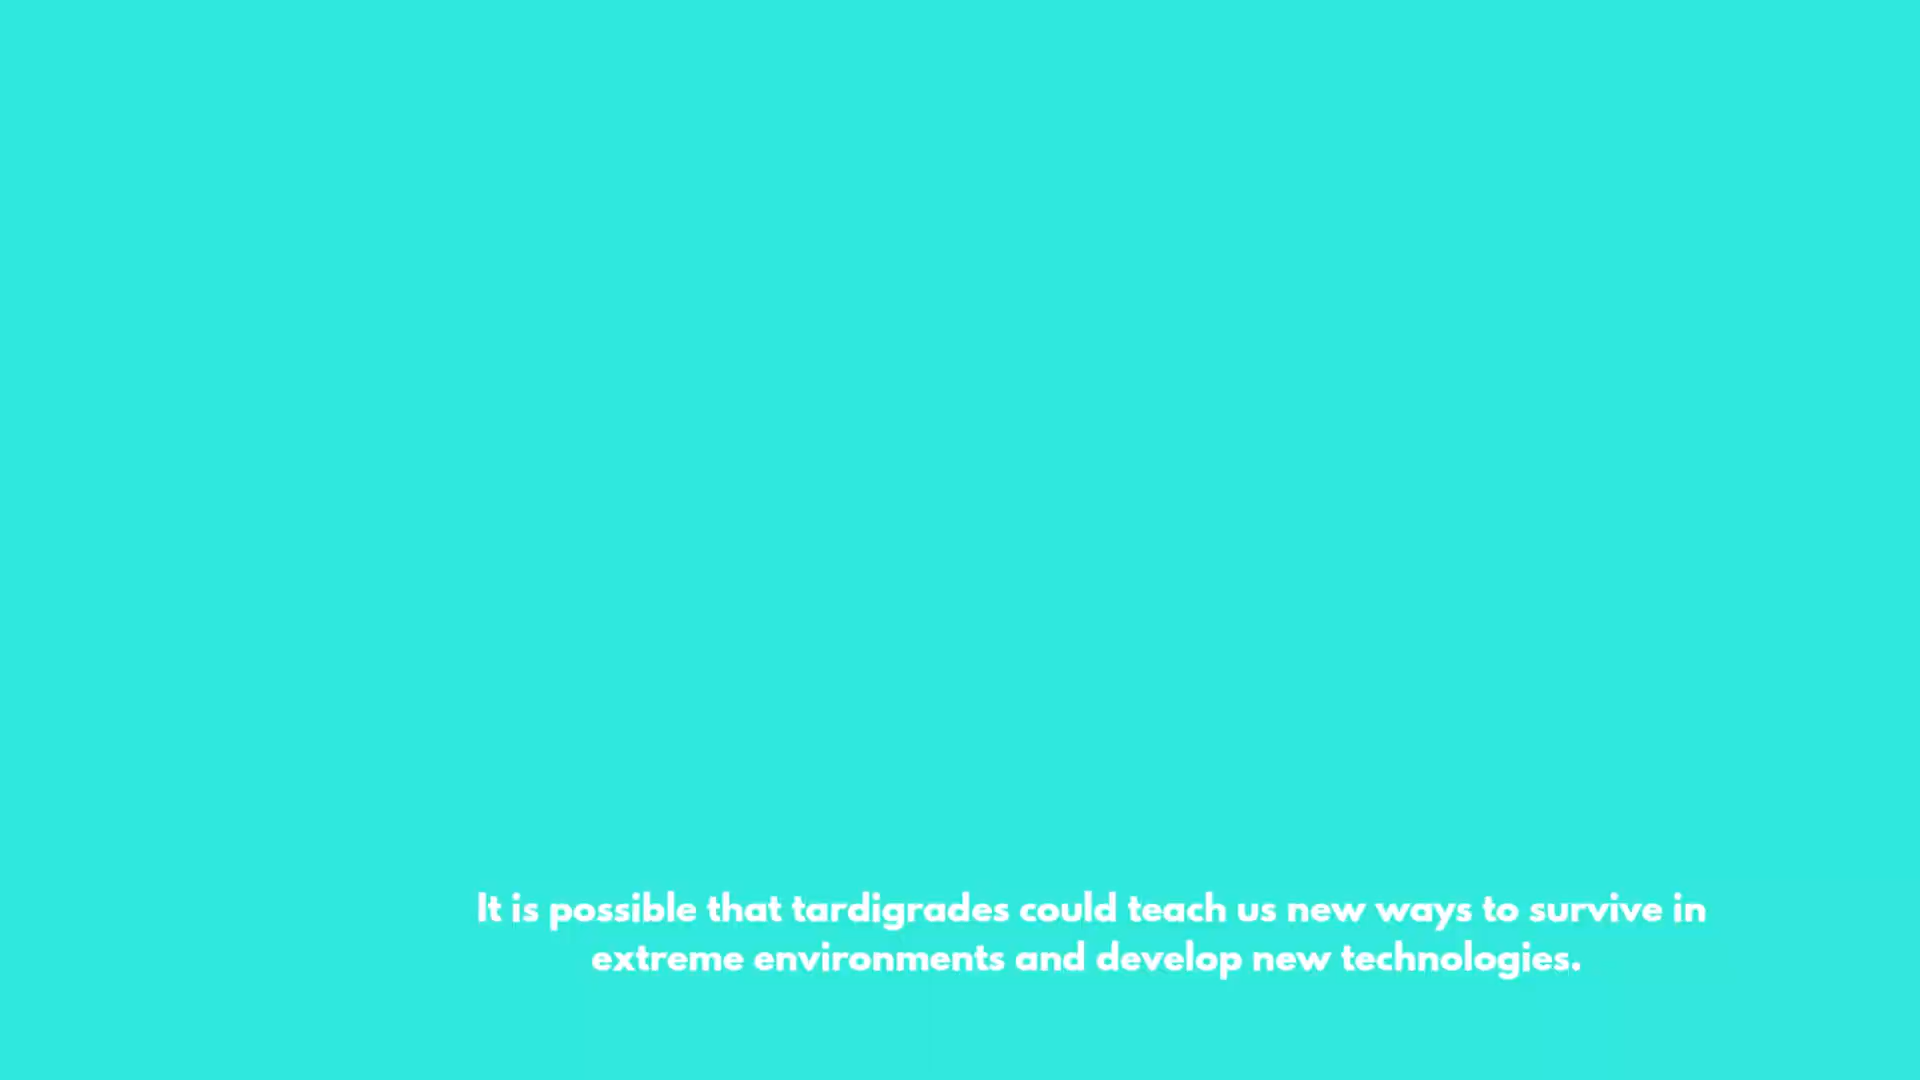 It is possible that tardigrades could teach us new ways to survive in
extreme environments and develop new technologies.